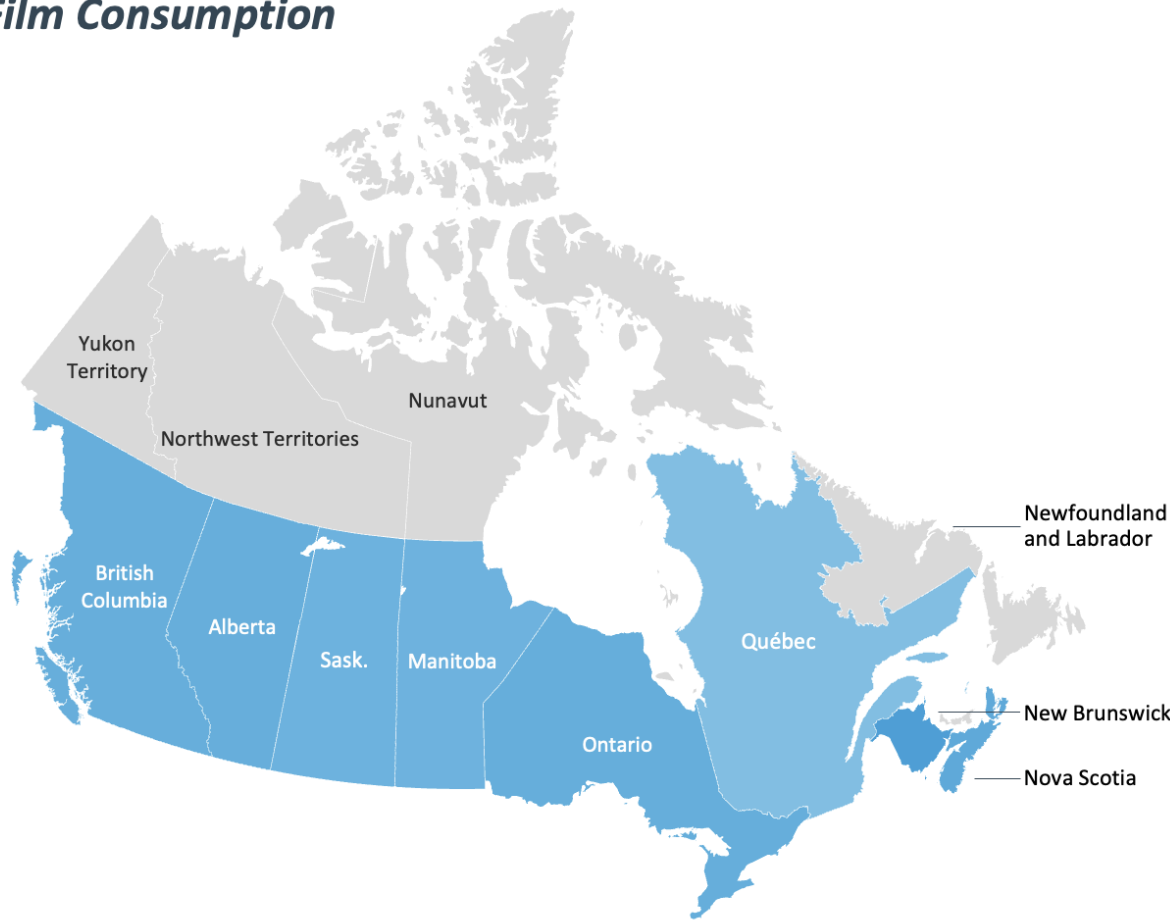 Film Consumption
Yukon
Territory
Northwest Territories
Nunavut
British
Columbia
Alberta
Sask.
Manitoba
Ontario
Québec
Newfoundland
and Labrador
New Brunswick
Nova Scotia